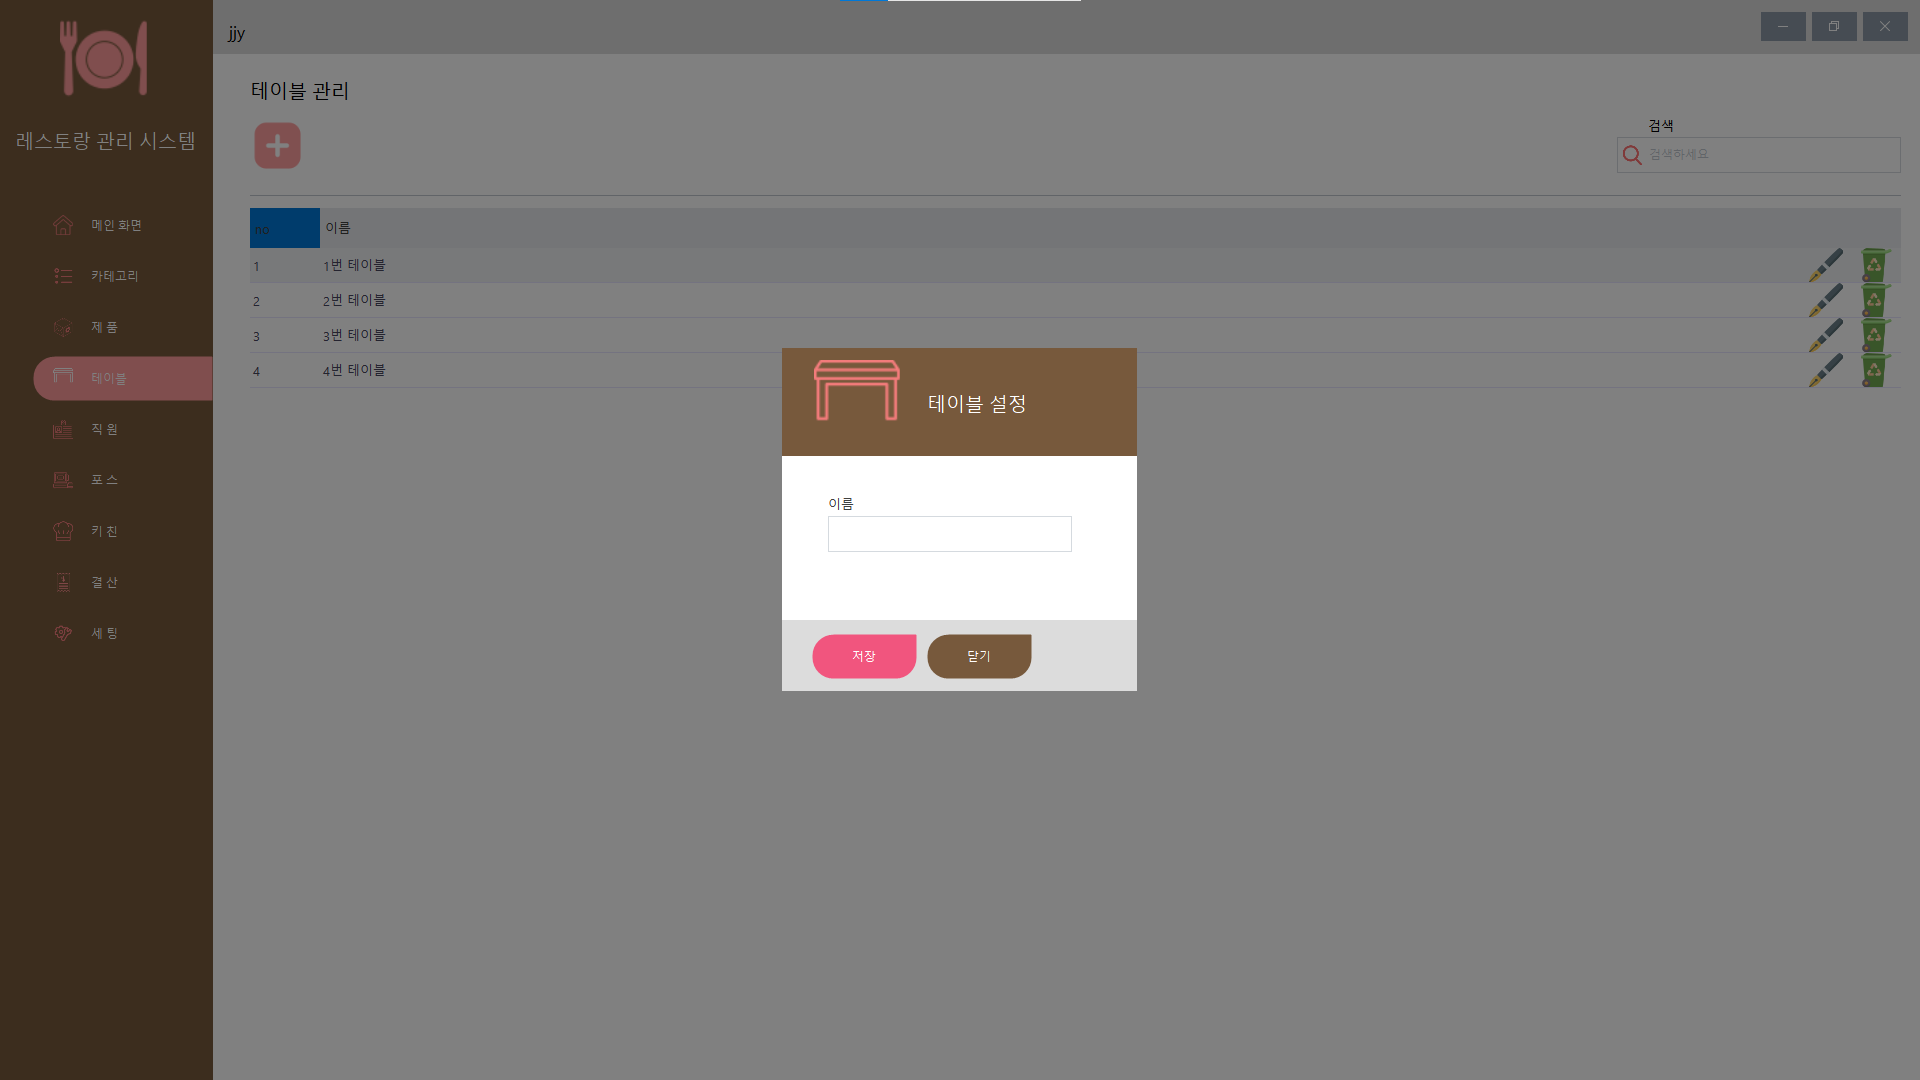 jjy
레스토랑 관리 시스템
메인 화면
카테고리
제 품
테이블
직 원
포 스
키 친
결 산
세 팅
테이블 관리
검색
검색하세요
no 이름
1 1번 테이블
2 2번 테이블
3 3번 테이블
4 4번 테이블
테이블 설정
이름
저장 닫기